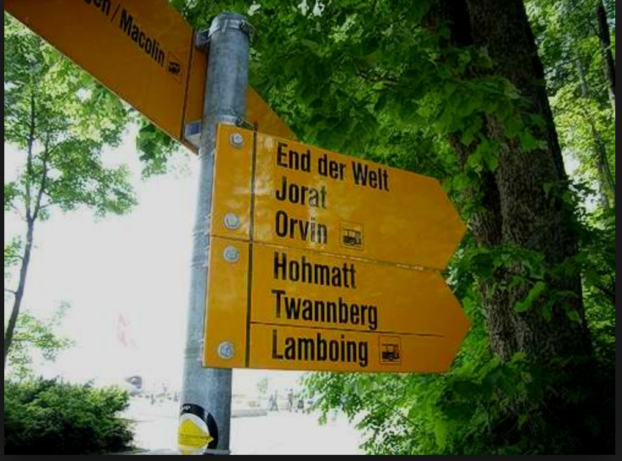 / Macolin
End der Welt
Jorat
Orvin
Hohmatt
Twannberg
Lamboing